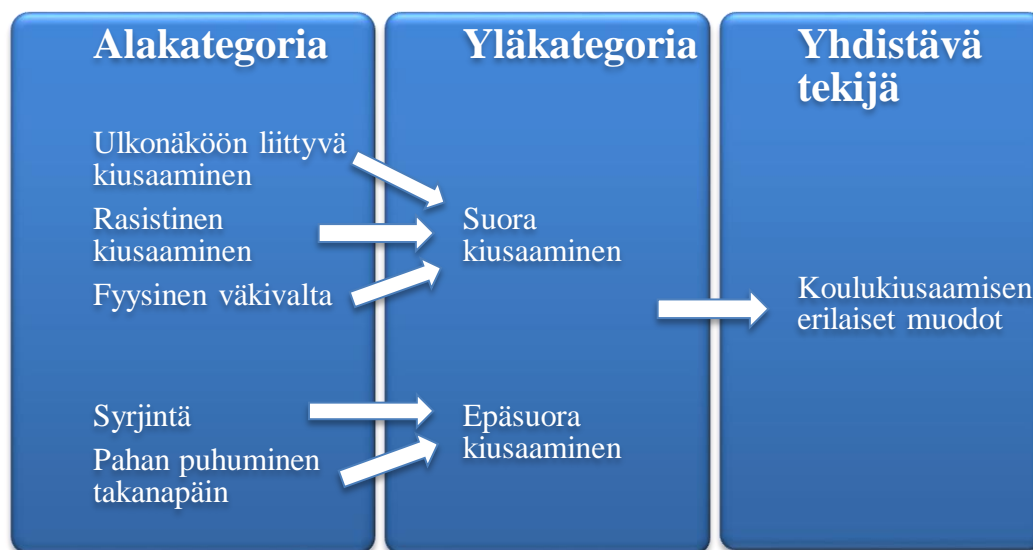 Alakategoria
Ulkonäköön liittyvä
kiusaaminen
Rasistinen
kiusaaminen
Fyysinen väkivalta
Syrjintä
Pahan puhuminen
takanapäin
Yläkategoria
Suora
kiusaaminen
Epäsuora
kiusaaminen
Yhdistävä
tekijä
Koulukiusaamisen
erilaiset muodot